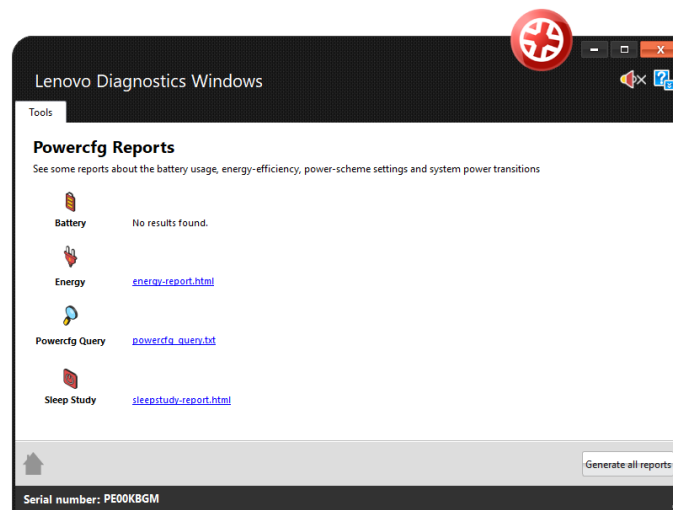 Lenovo Diagnostics Windows
Tools
Powercfg Reports
See some reports about the battery usage, energy-efficiency, power-scheme settings and system power transitions
Battery No results found.
Energy energy-report.html
Powercfg Query powercfg_query.txt
Sleep Study sleepstudy-report.html
Generate all reports
Serial number: PE00KBGM